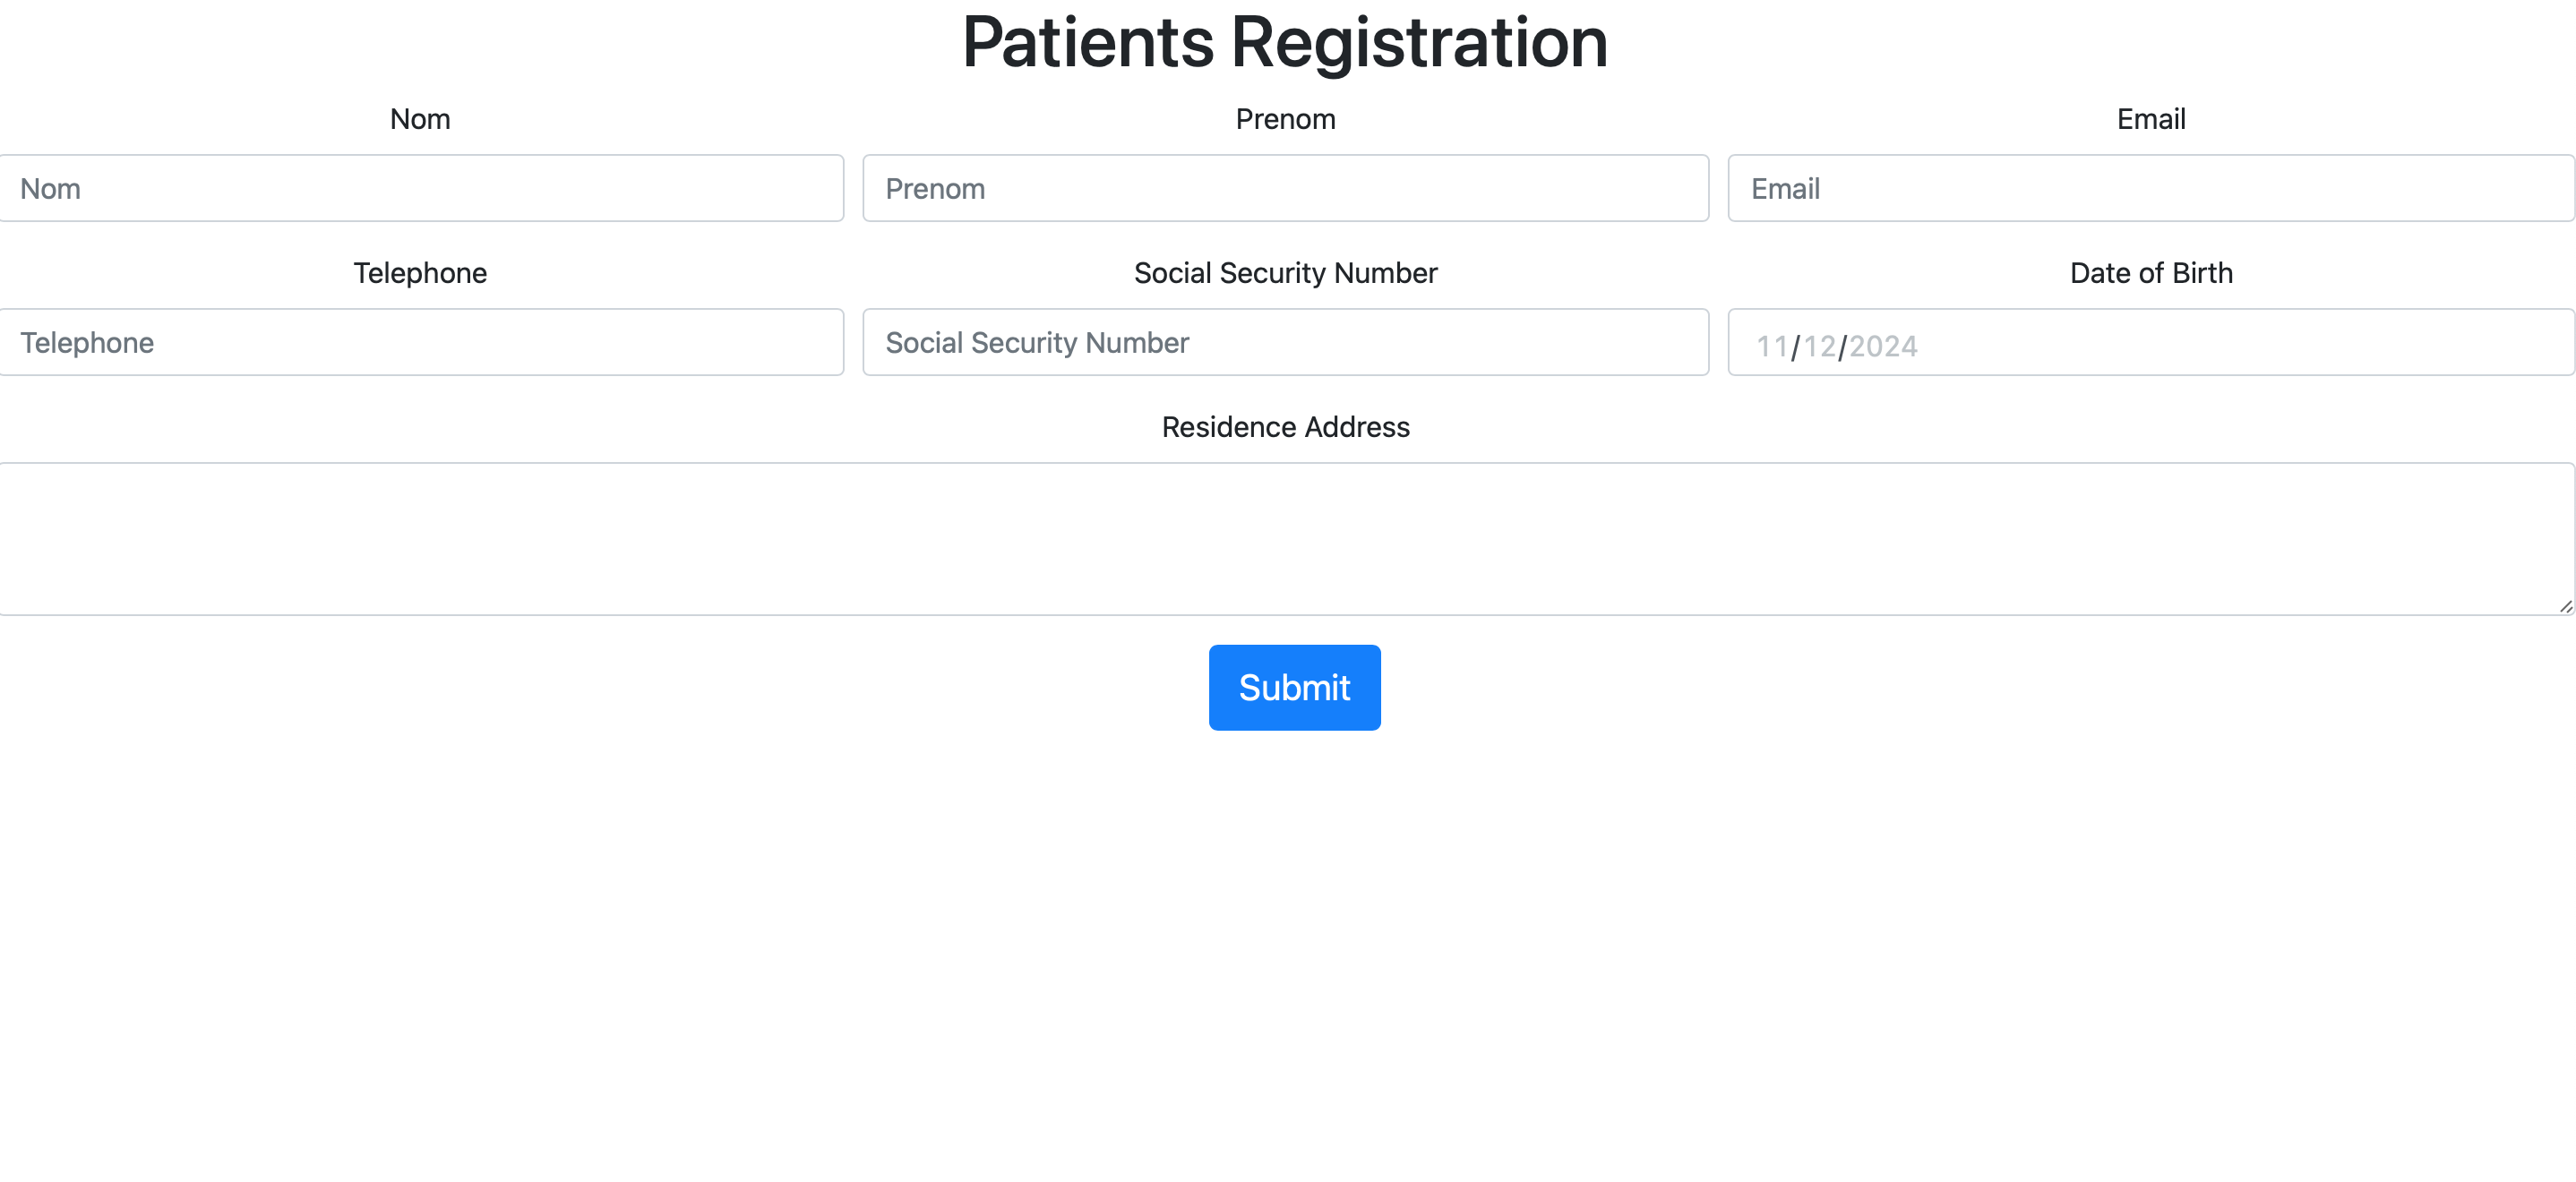 Patients Registration
Nom Prenom Email
Nom Prenom Email
Telephone Social Security Number Date of Birth
Telephone Social Security Number 11/12/2024
Residence Address
Submit